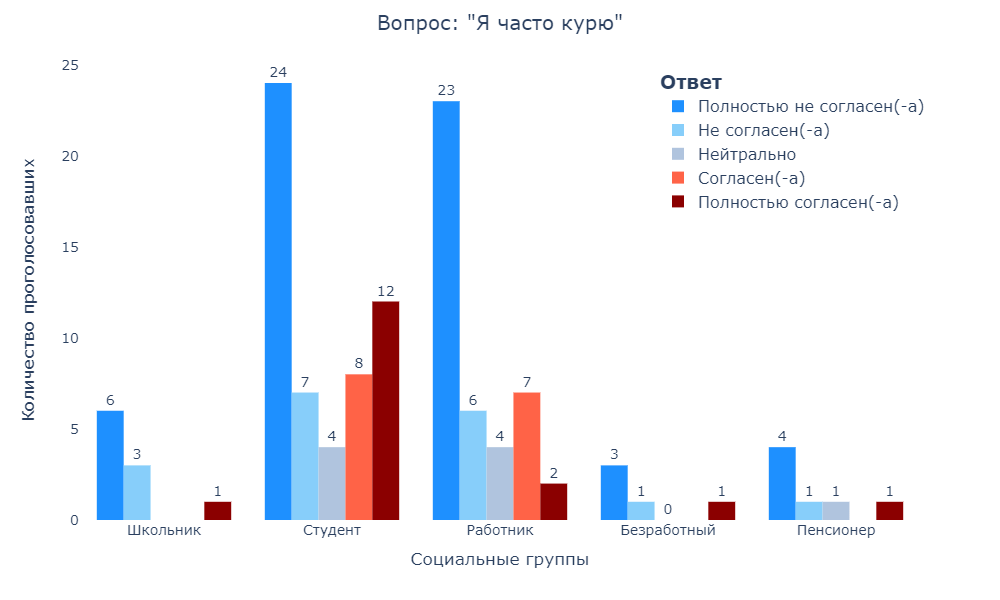 Вопрос: "Я часто курю"
Ответ
Полностью не согласен(-а)
Не согласен(-а)
Нейтрально
Согласен(-а)
Полностью согласен(-а)
Количество проголосовавших
25
20
15
10
5
0
6
3
1
24
7
4
8
12
23
6
4
7
2
3
1
0
1
4
1
1
1
Школьник
Студент
Работник
Безработный
Пенсионер
Социальные группы